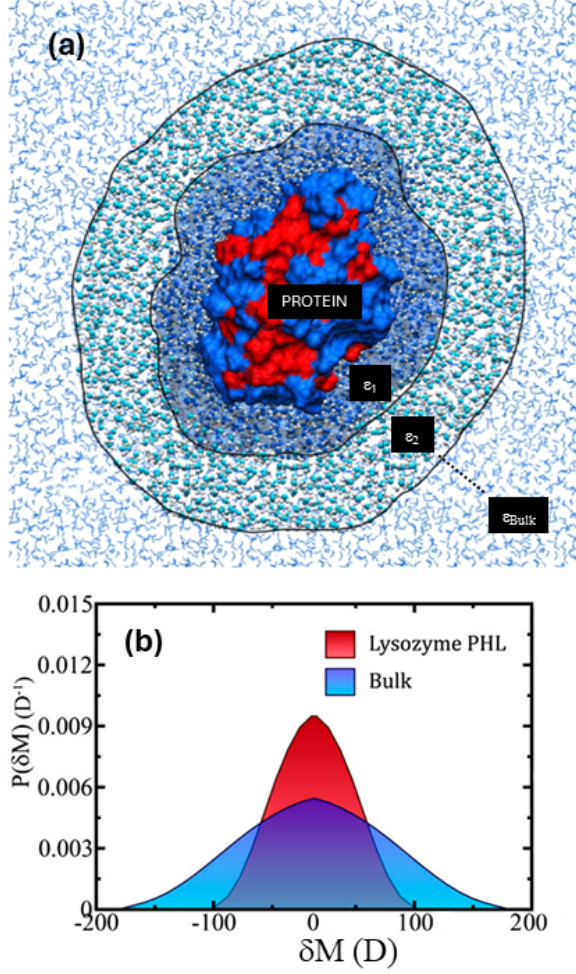 (a)
PROTEIN
ε₁
ε₂
εBulk
(b)
Lysozyme PHL
Bulk
P(δM) (D⁻¹)
0.015
0.012
0.009
0.006
0.003
0
-200
-100
0
100
200
δM (D)